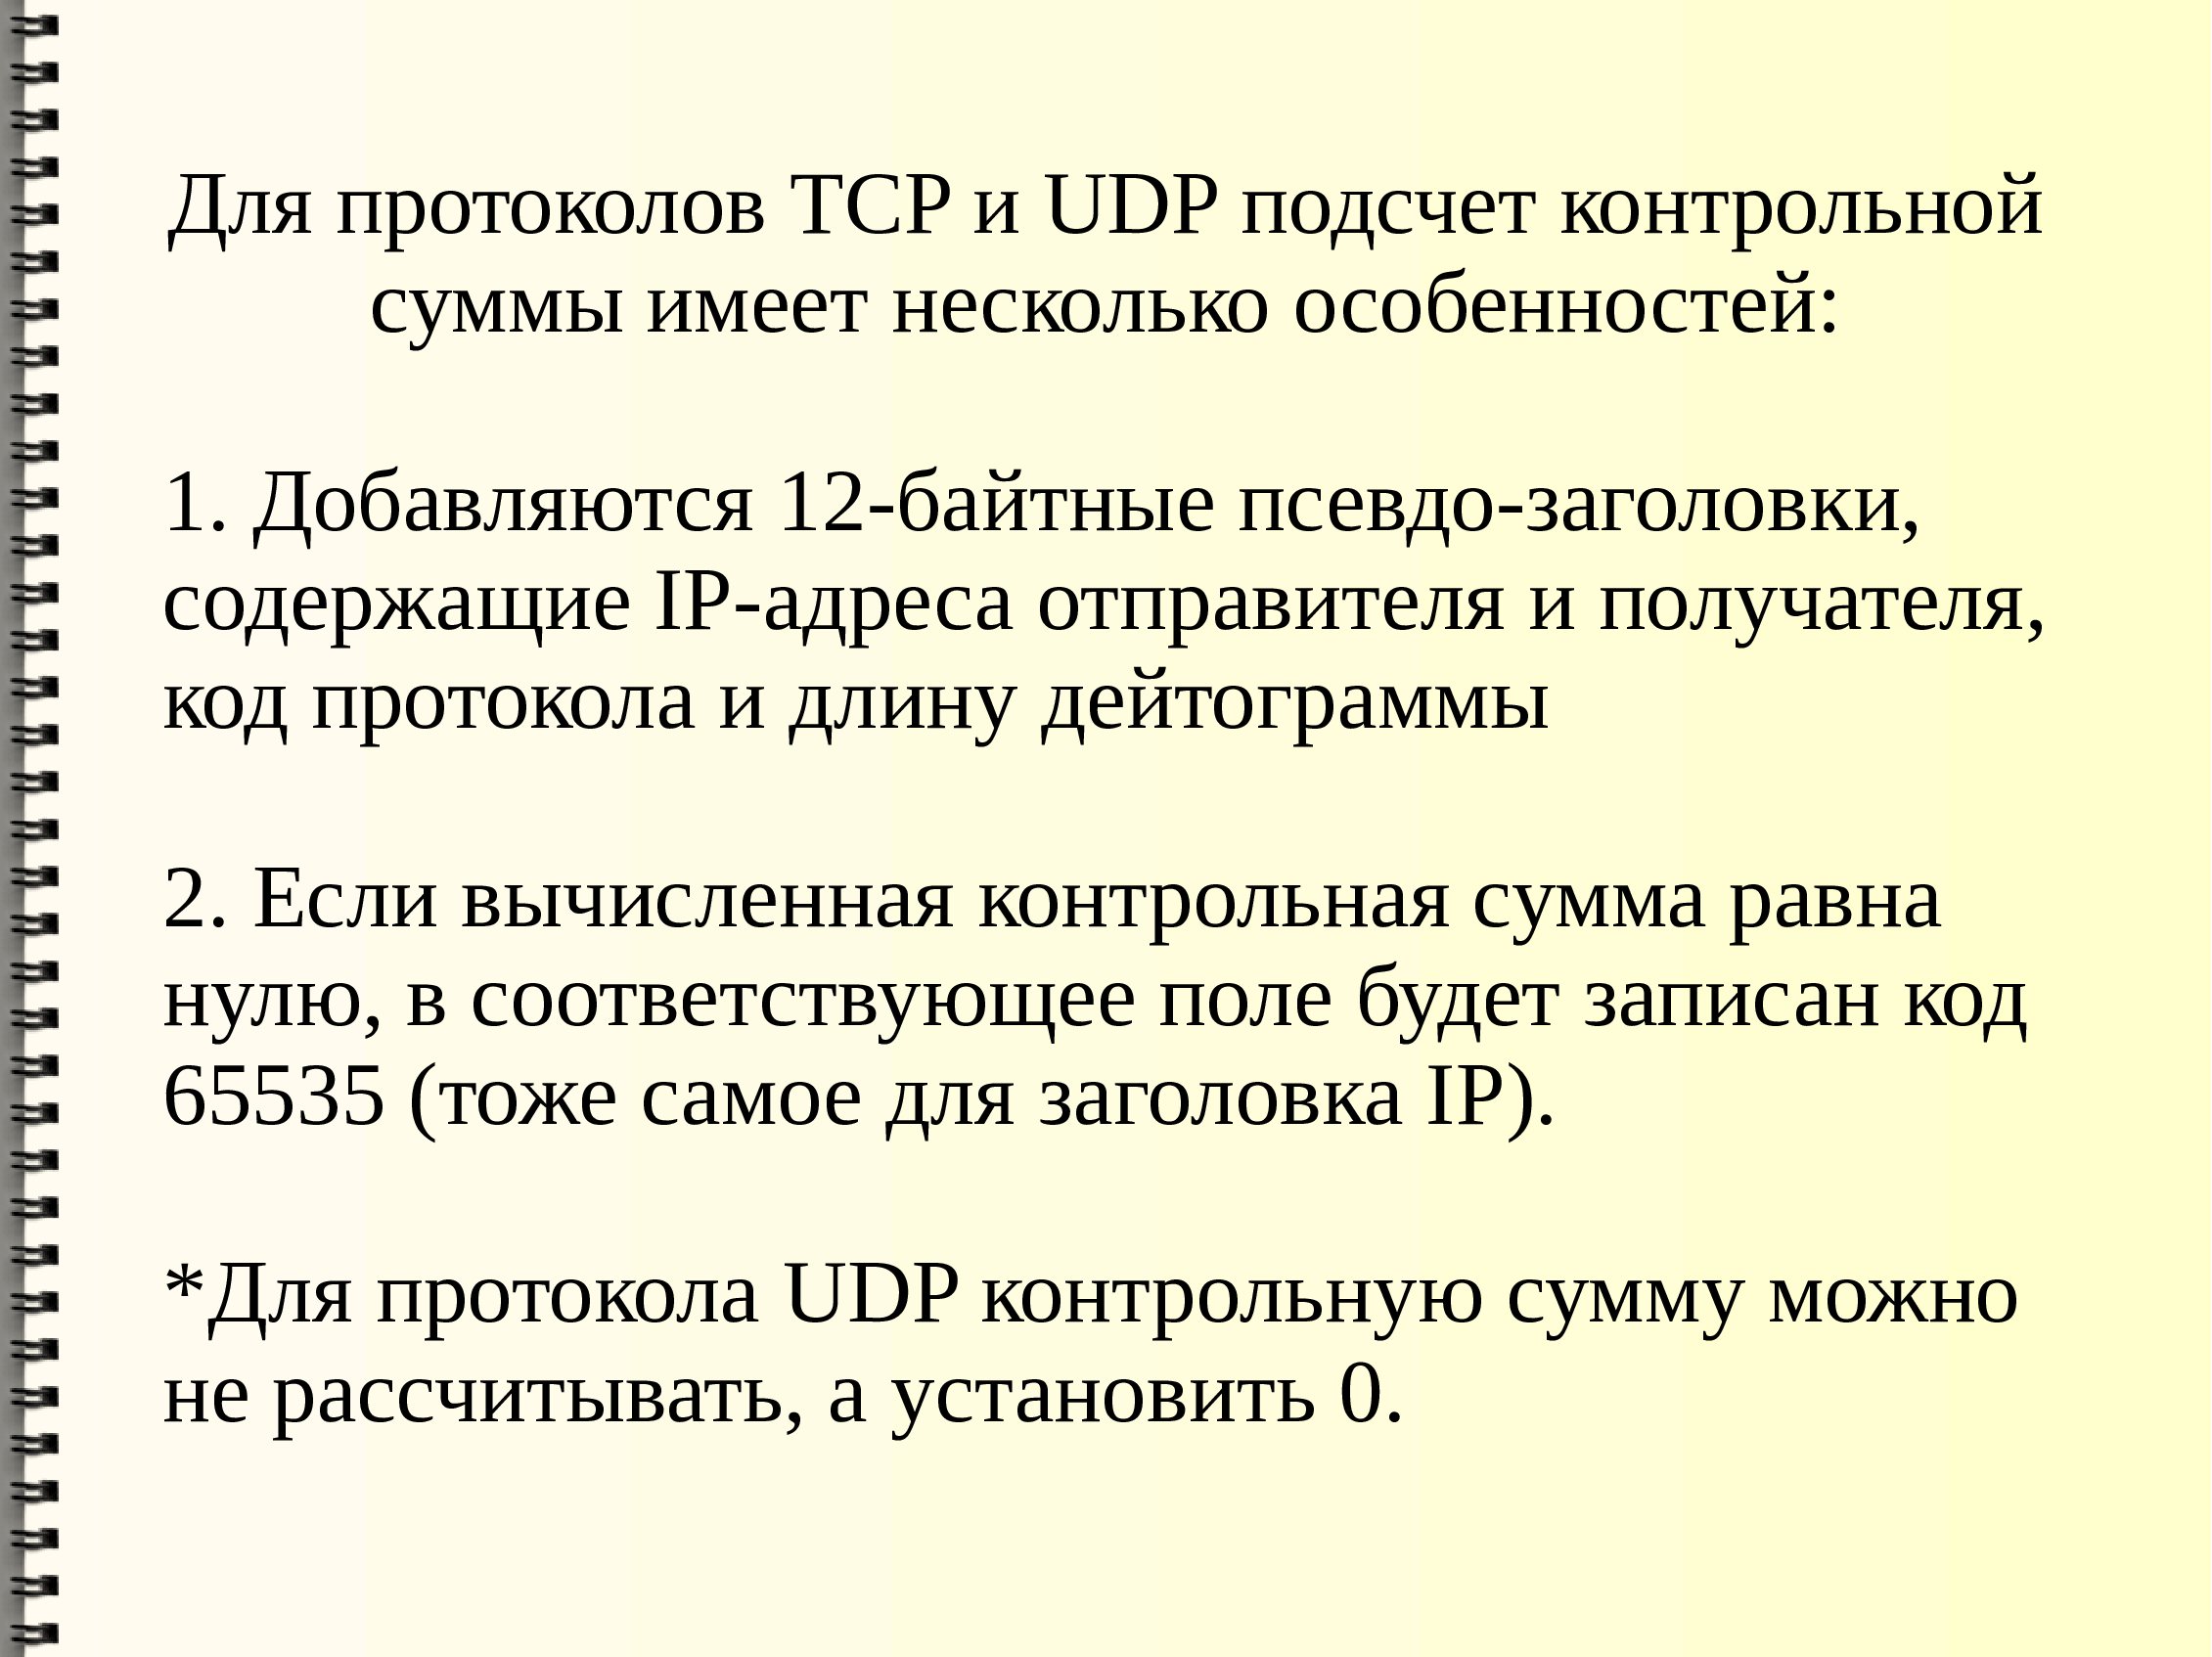 Для протоколов TCP и UDP подсчет контрольной
суммы имеет несколько особенностей:
1. Добавляются 12-байтные псевдо-заголовки,
содержащие IP-адреса отправителя и получателя,
код протокола и длину дейтограммы
2. Если вычисленная контрольная сумма равна
нулю, в соответствующее поле будет записан код
65535 (тоже самое для заголовка IP).
*Для протокола UDP контрольную сумму можно
не рассчитывать, а установить 0.